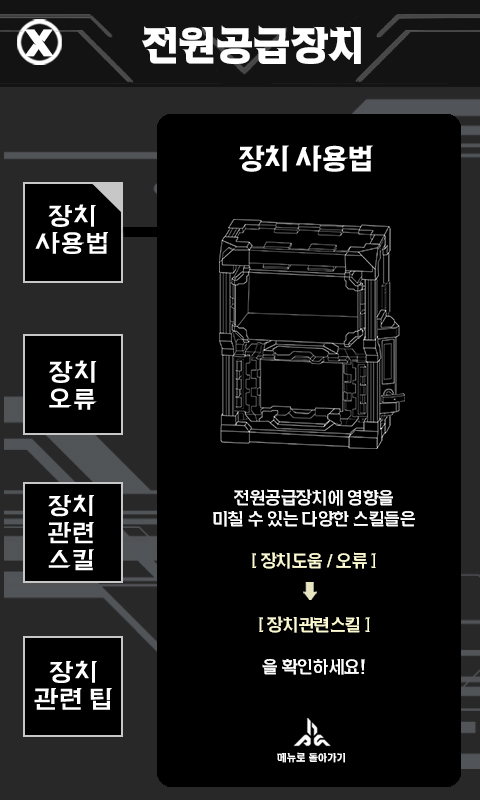 X
전원공급장치
장치 사용법
장치
사용법
장치
오류
장치
관련
스킬
장치
관련 팁
전원공급장치에 영향을
미칠 수 있는 다양한 스킬들은
[ 장치도움 / 오류 ]
[ 장치관련스킬 ]
을 확인하세요!
메뉴로 돌아가기